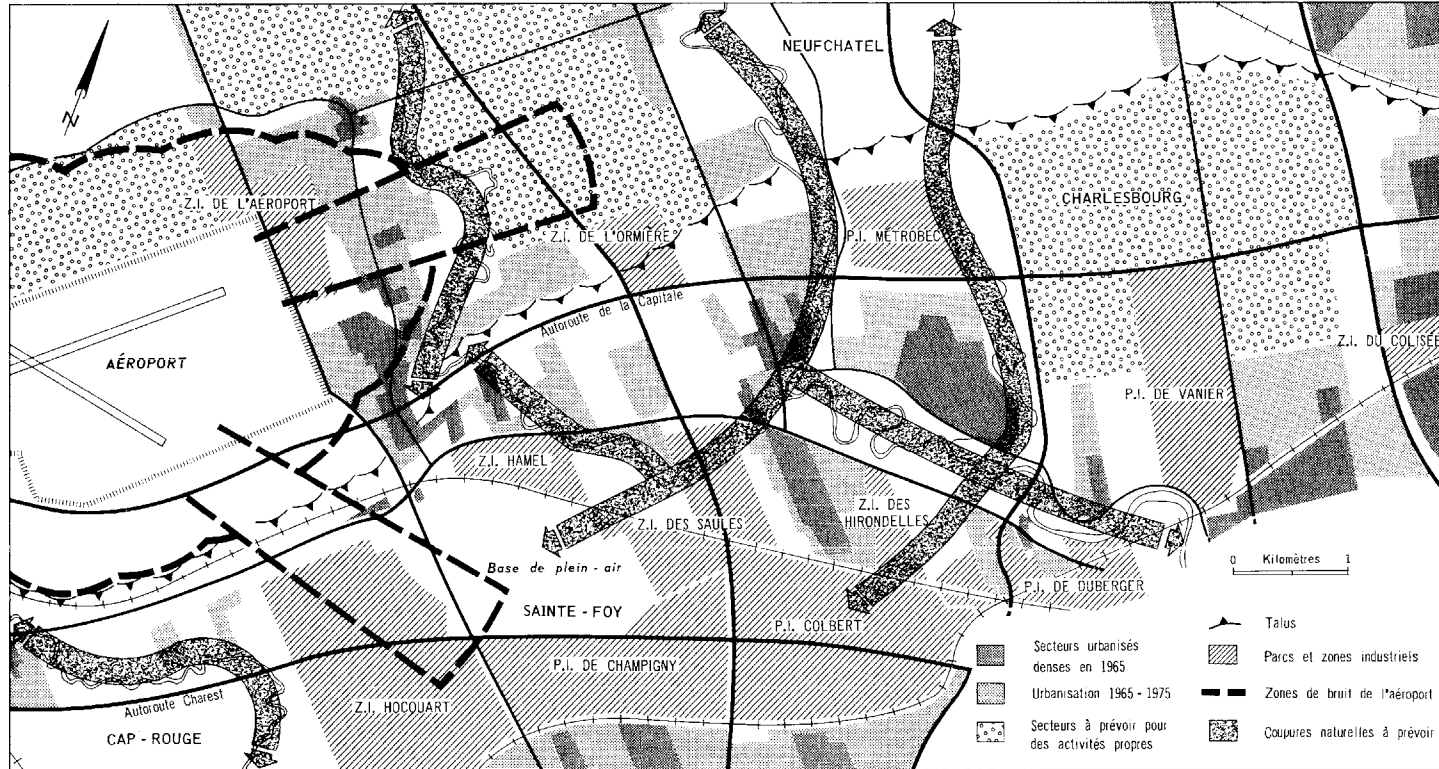 N
NEUFCHATEL
Z.I. DE L'AÉROPORT
CHARLESBOURG
Z.I. DE L'ORMIÈRE
P.I. MÉTROBEC
Autoroute de la Capitale
Z.I. DU COLISÉE
AÉROPORT
P.I. DE VANIER
Z.I. HAMEL
Z.I. DES
HIRONDELLES
Z.I. DES SAULES
Base de plein-air
0 Kilomètres 1
P.I. DE DUBERGER
SAINTE-FOY
P.I. COLBERT
P.I. DE CHAMPIGNY
Autoroute Charest
Z.I. HOCQUART
CAP-ROUGE
Secteurs urbanisés
denses en 1965
Urbanisation 1965-1975
Secteurs à prévoir pour
des activités propres
Talus
Parcs et zones industriels
Zones de bruit de l'aéroport
Coupures naturelles à prévoir